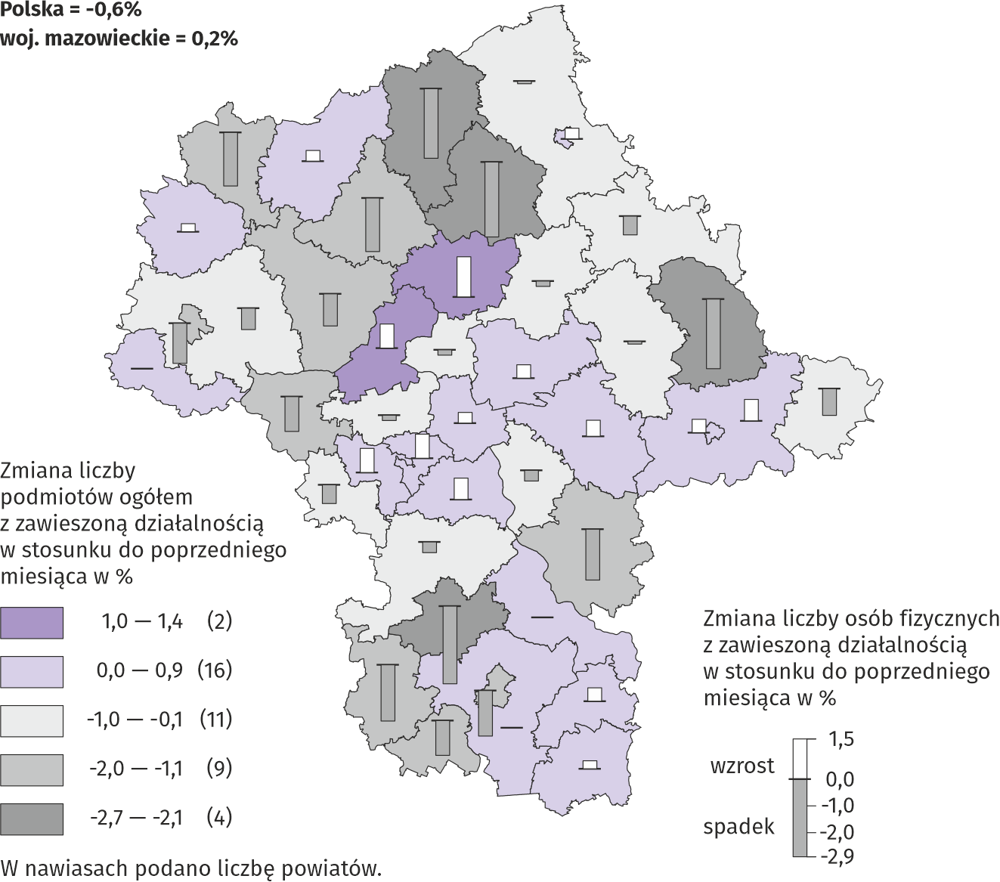 Polska = -0,6%
woj. mazowieckie = 0,2%
Zmiana liczby
podmiotów ogółem
z zawieszoną działalnością
w stosunku do poprzedniego
miesiąca w %
1,0 — 1,4 (2)
0,0 — 0,9 (16)
-1,0 — -0,1 (11)
-2,0 — -1,1 (9)
-2,7 — -2,1 (4)
W nawiasach podano liczbę powiatów.
Zmiana liczby osób fizycznych
z zawieszoną działalnością
w stosunku do poprzedniego
miesiąca w %
1,5
wzrost
0,0
-1,0
spadek
-2,0
-2,9